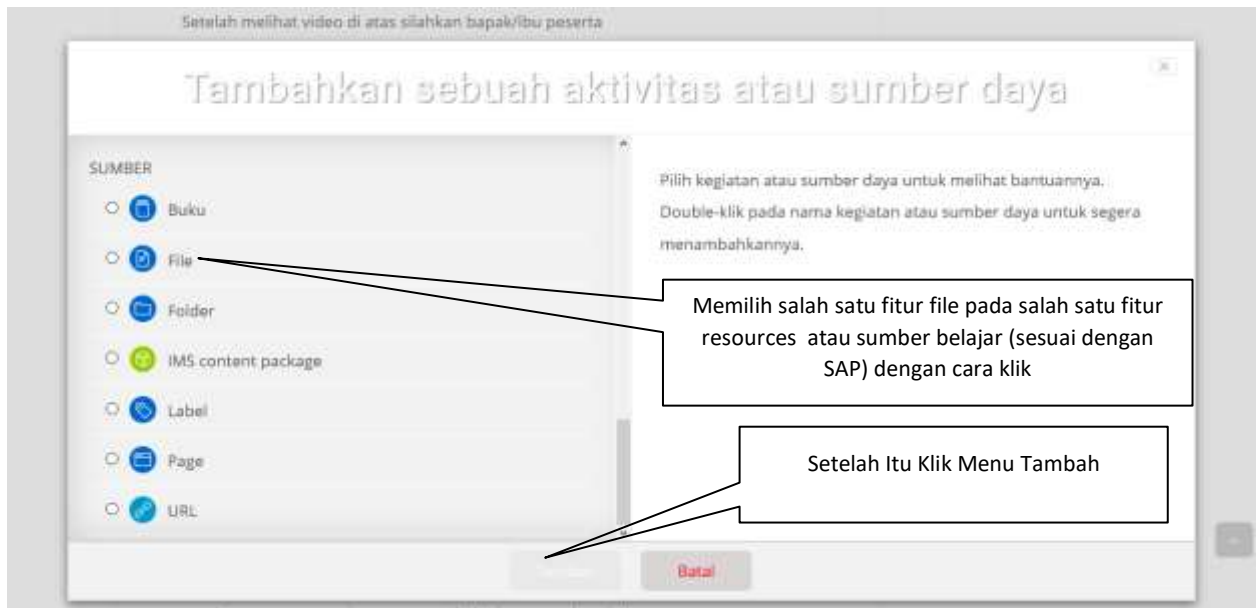 Setelah melihat video di atas silahkan bapak/ibu peserta
Tambahkan sebuah aktivitas atau sumber daya
SUMBER
Buku
File
Folder
IMS content package
Label
Page
URL
Pilih kegiatan atau sumber daya untuk melihat bantuannya.
Double-klik pada nama kegiatan atau sumber daya untuk segera
menambahkannya.
Memilih salah satu fitur file pada salah satu fitur
resources atau sumber belajar (sesuai dengan
SAP) dengan cara klik
Setelah Itu Klik Menu Tambah
Batal